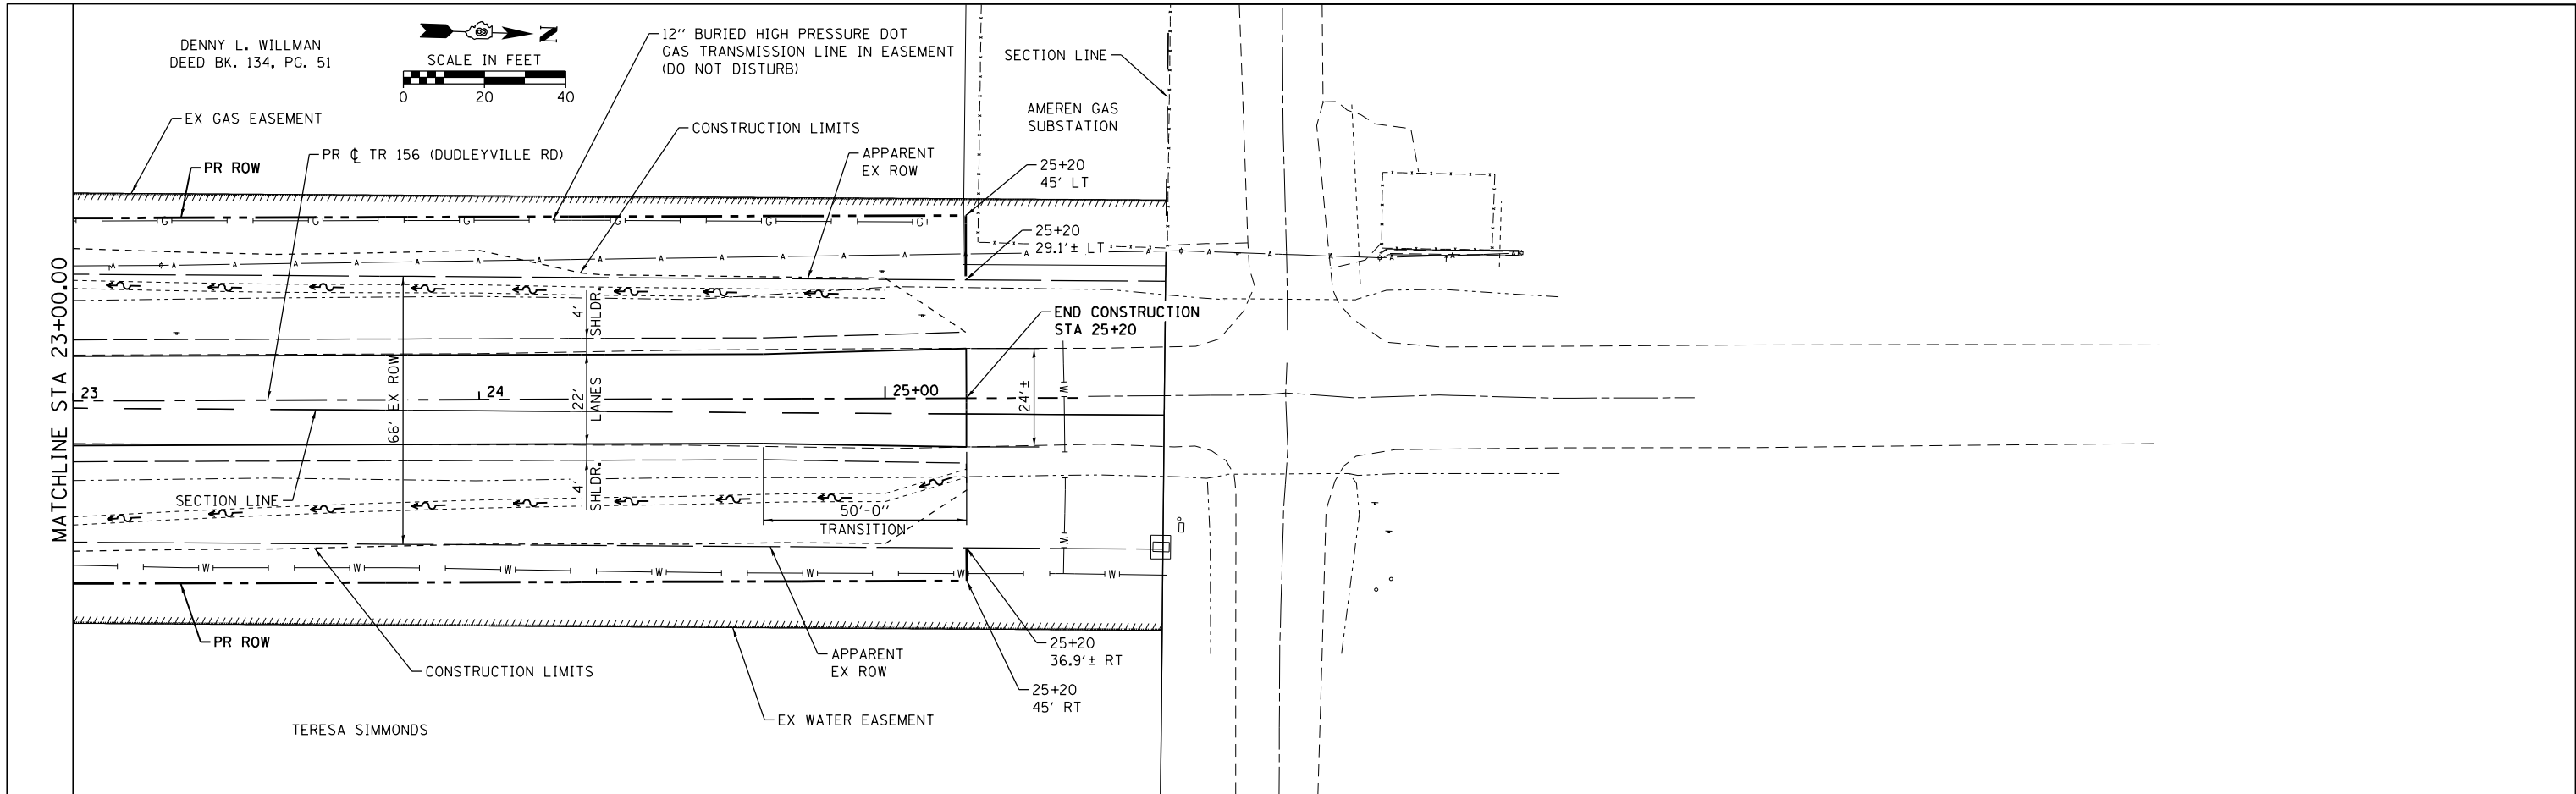 DENNY L. WILLMAN
DEED BK. 134, PG. 51
N
SCALE IN FEET
0 20 40
12'' BURIED HIGH PRESSURE DOT
GAS TRANSMISSION LINE IN EASEMENT
(DO NOT DISTURB)
SECTION LINE
AMEREN GAS
SUBSTATION
EX GAS EASEMENT
CONSTRUCTION LIMITS
PR ℄ TR 156 (DUDLEYVILLE RD)
APPARENT
EX ROW
PR ROW
25+20
45' LT
G G G G G G
25+20
29.1'± LT
A A A A A A A A A A A A A A A A A A A A A A A A
MATCHLINE STA 23+00.00
4'
SHLDR.
END CONSTRUCTION
STA 25+20
66' EX ROW
22'
LANES
24'±
W
23
24
25+00
SECTION LINE
4'
SHLDR.
50'-0''
TRANSITION
W
W W W W W W W
PR ROW
CONSTRUCTION LIMITS
APPARENT
EX ROW
25+20
36.9'± RT
25+20
45' RT
EX WATER EASEMENT
TERESA SIMMONDS